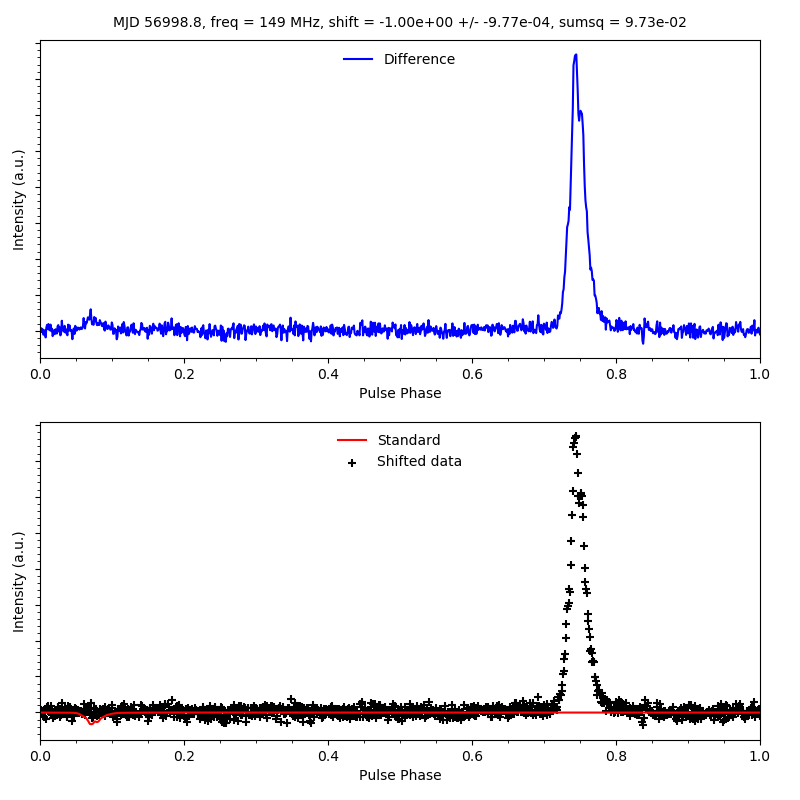 MJD 56998.8, freq = 149 MHz, shift = -1.00e+00 +/- -9.77e-04, sumsq = 9.73e-02
Difference
Intensity (a.u.)
0.0 0.2 0.4 0.6 0.8 1.0
Pulse Phase
Standard
Shifted data
Intensity (a.u.)
0.0 0.2 0.4 0.6 0.8 1.0
Pulse Phase